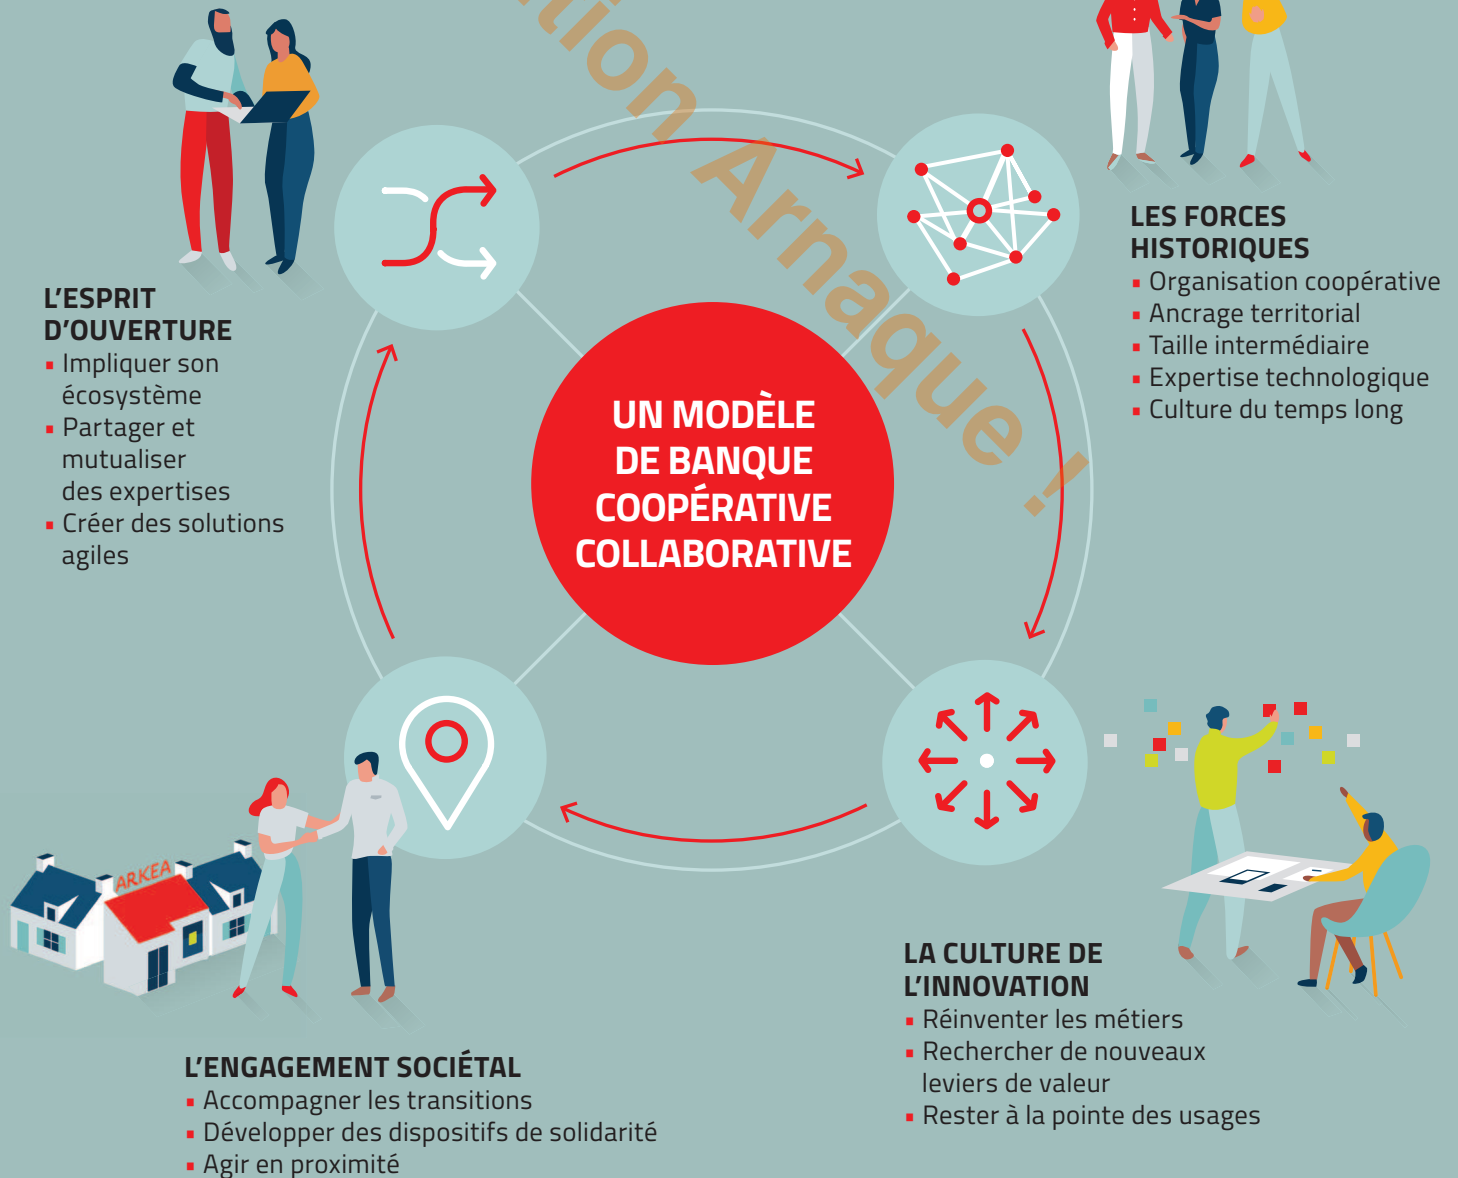 ntion Arnaque !
L'ESPRIT
D'OUVERTURE
▪ Impliquer son
écosystème
▪ Partager et
mutualiser
des expertises
▪ Créer des solutions
agiles
LES FORCES
HISTORIQUES
▪ Organisation coopérative
▪ Ancrage territorial
▪ Taille intermédiaire
▪ Expertise technologique
▪ Culture du temps long
UN MODÈLE
DE BANQUE
COOPÉRATIVE
COLLABORATIVE
ARKEA
LA CULTURE DE
L'INNOVATION
▪ Réinventer les métiers
▪ Rechercher de nouveaux
leviers de valeur
▪ Rester à la pointe des usages
L'ENGAGEMENT SOCIÉTAL
▪ Accompagner les transitions
▪ Développer des dispositifs de solidarité
▪ Agir en proximité